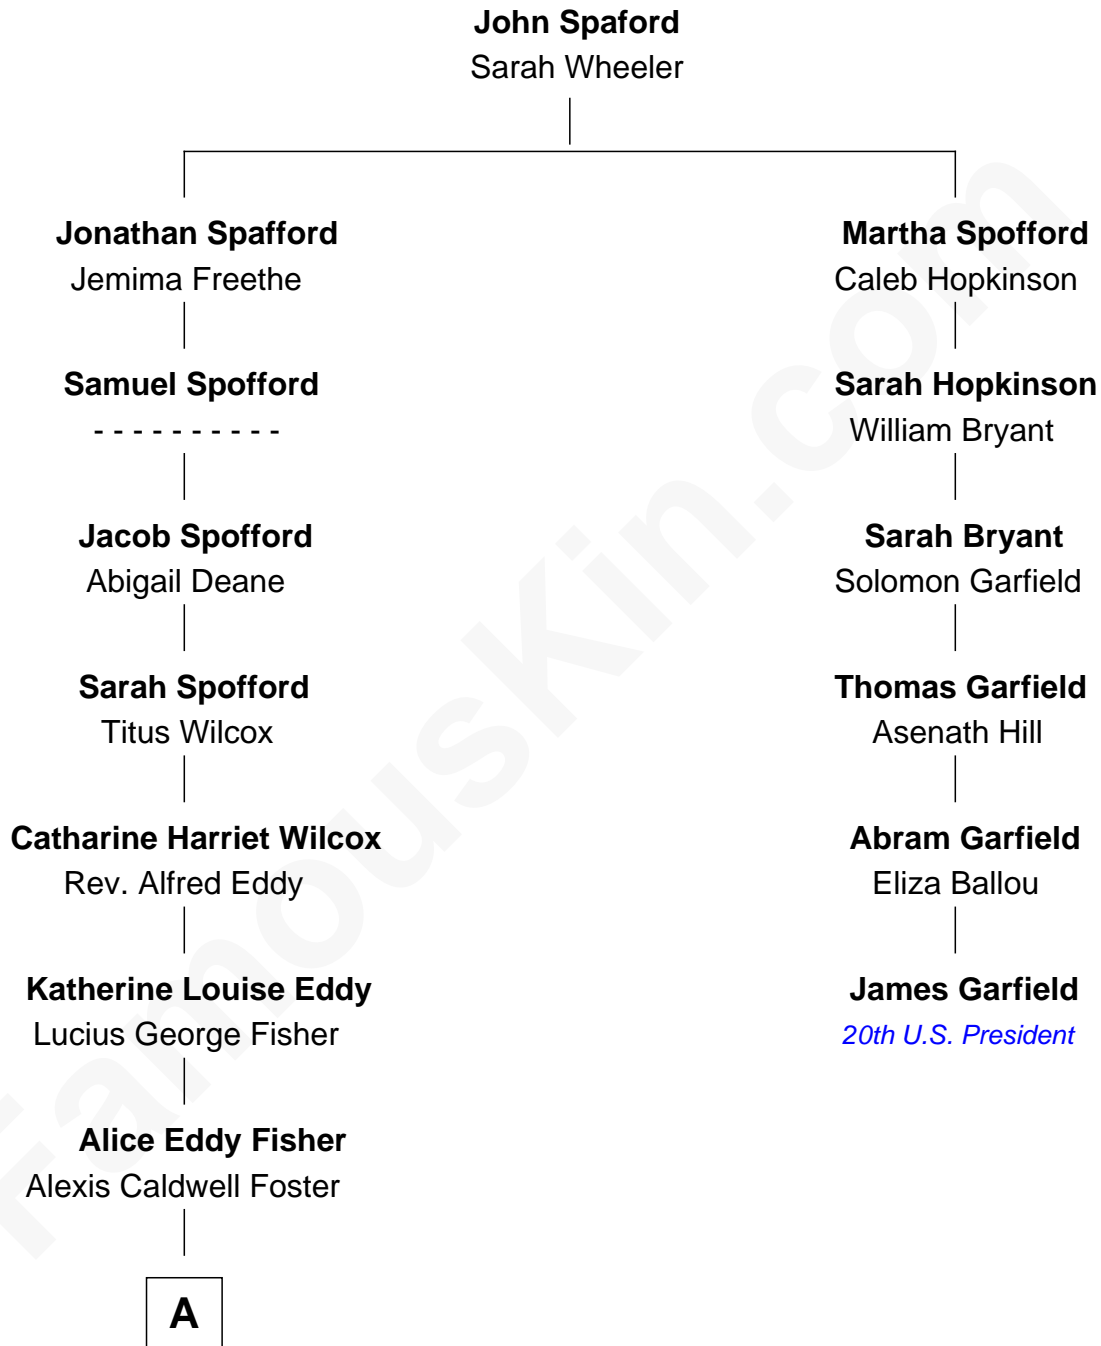 John Spaford
Sarah Wheeler
Jonathan Spafford
Jemima Freethe
Martha Spofford
Caleb Hopkinson
Samuel Spofford
- - - - - - - - - -
Sarah Hopkinson
William Bryant
Jacob Spofford
Abigail Deane
Sarah Bryant
Solomon Garfield
Sarah Spofford
Titus Wilcox
Thomas Garfield
Asenath Hill
Catharine Harriet Wilcox
Rev. Alfred Eddy
Abram Garfield
Eliza Ballou
Katherine Louise Eddy
Lucius George Fisher
James Garfield
20th U.S. President
Alice Eddy Fisher
Alexis Caldwell Foster
A
FamousKin.com